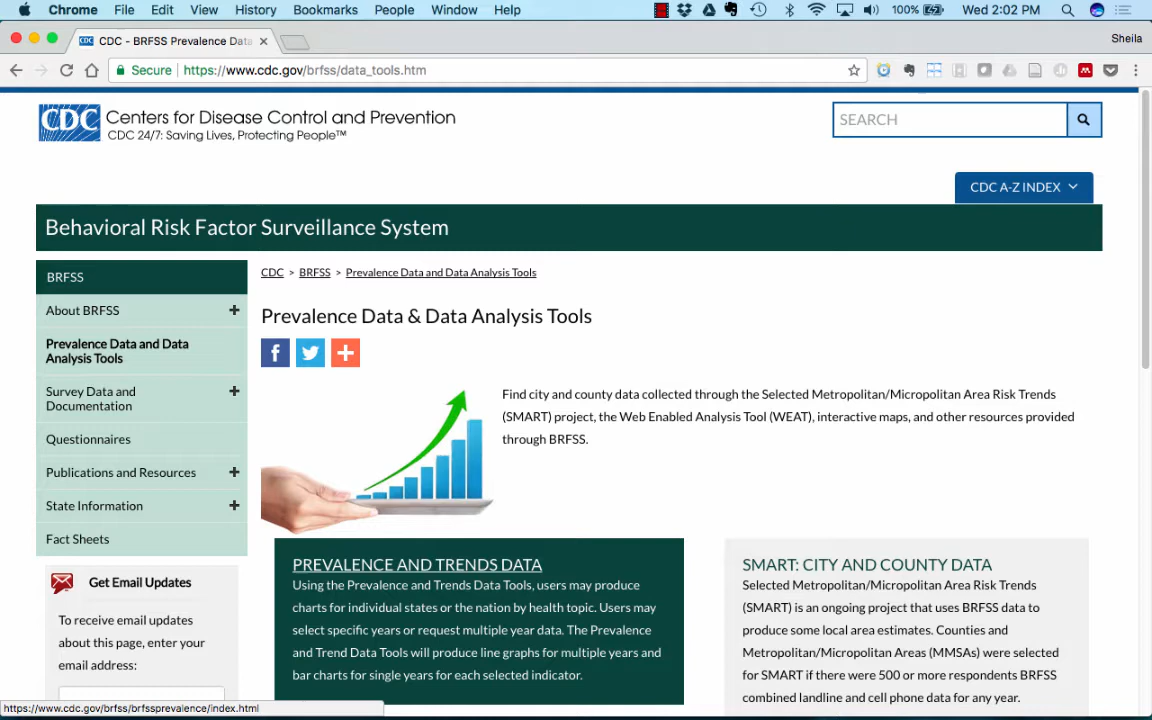 Chrome File Edit View History Bookmarks People Window Help 100% Wed 2:02 PM
CDC - BRFSS Prevalence Data
Sheila
Secure https://www.cdc.gov/brfss/data_tools.htm
CDC Centers for Disease Control and Prevention
CDC 24/7: Saving Lives, Protecting People™
SEARCH
CDC A-Z INDEX
Behavioral Risk Factor Surveillance System
BRFSS
About BRFSS
Prevalence Data and Data
Analysis Tools
Survey Data and
Documentation
Questionnaires
Publications and Resources
State Information
Fact Sheets
Get Email Updates
To receive email updates
about this page, enter your
email address:
CDC > BRFSS > Prevalence Data and Data Analysis Tools
Prevalence Data & Data Analysis Tools
Find city and county data collected through the Selected Metropolitan/Micropolitan Area Risk Trends
(SMART) project, the Web Enabled Analysis Tool (WEAT), interactive maps, and other resources provided
through BRFSS.
PREVALENCE AND TRENDS DATA
Using the Prevalence and Trends Data Tools, users may produce
charts for individual states or the nation by health topic. Users may
select specific years or request multiple year data. The Prevalence
and Trend Data Tools will produce line graphs for multiple years and
bar charts for single years for each selected indicator.
SMART: CITY AND COUNTY DATA
Selected Metropolitan/Micropolitan Area Risk Trends
(SMART) is an ongoing project that uses BRFSS data to
produce some local area estimates. Counties and
Metropolitan/Micropolitan Areas (MMSAs) were selected
for SMART if there were 500 or more respondents BRFSS
combined landline and cell phone data for any year.
https://www.cdc.gov/brfss/brfssprevalence/index.html